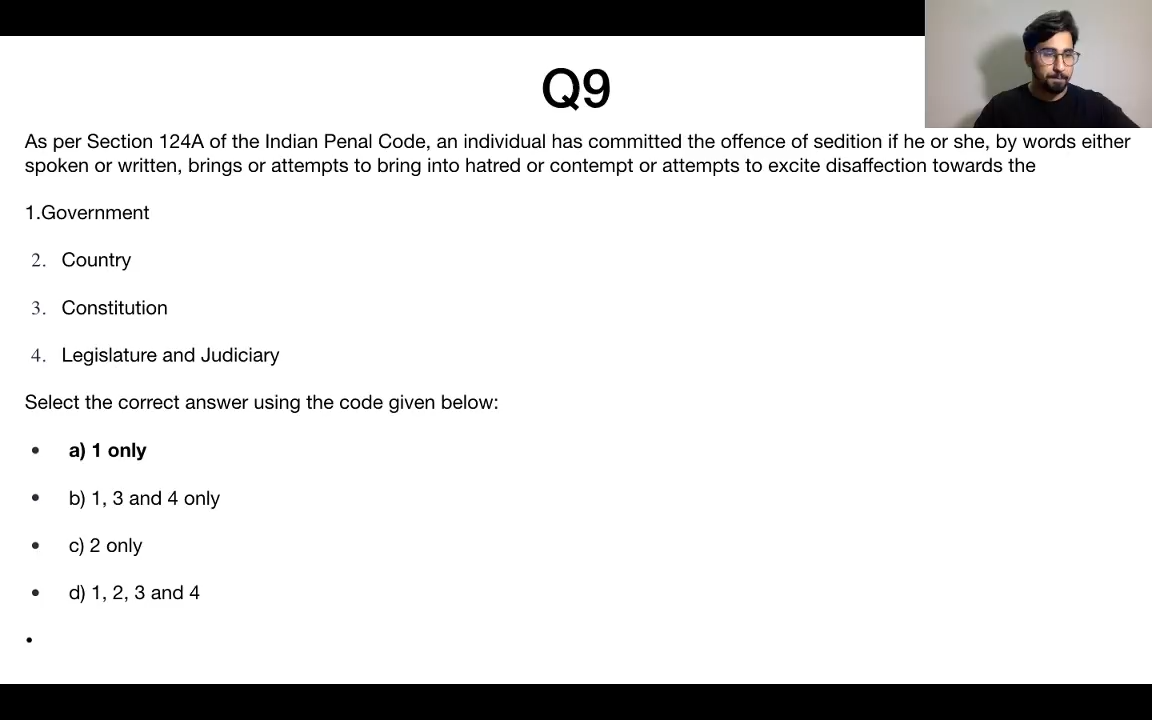 Q9
As per Section 124A of the Indian Penal Code, an individual has committed the offence of sedition if he or she, by words either
spoken or written, brings or attempts to bring into hatred or contempt or attempts to excite disaffection towards the
1.Government
2. Country
3. Constitution
4. Legislature and Judiciary
Select the correct answer using the code given below:
• a) 1 only
• b) 1, 3 and 4 only
• c) 2 only
• d) 1, 2, 3 and 4
•